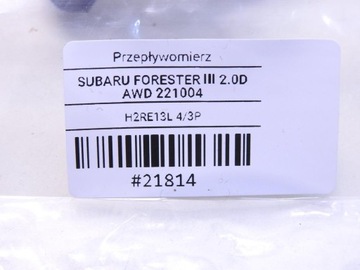 Przepływomierz
SUBARU FORESTER III 2.0D
AWD 221004
H2RE13L 4/3P
#21814